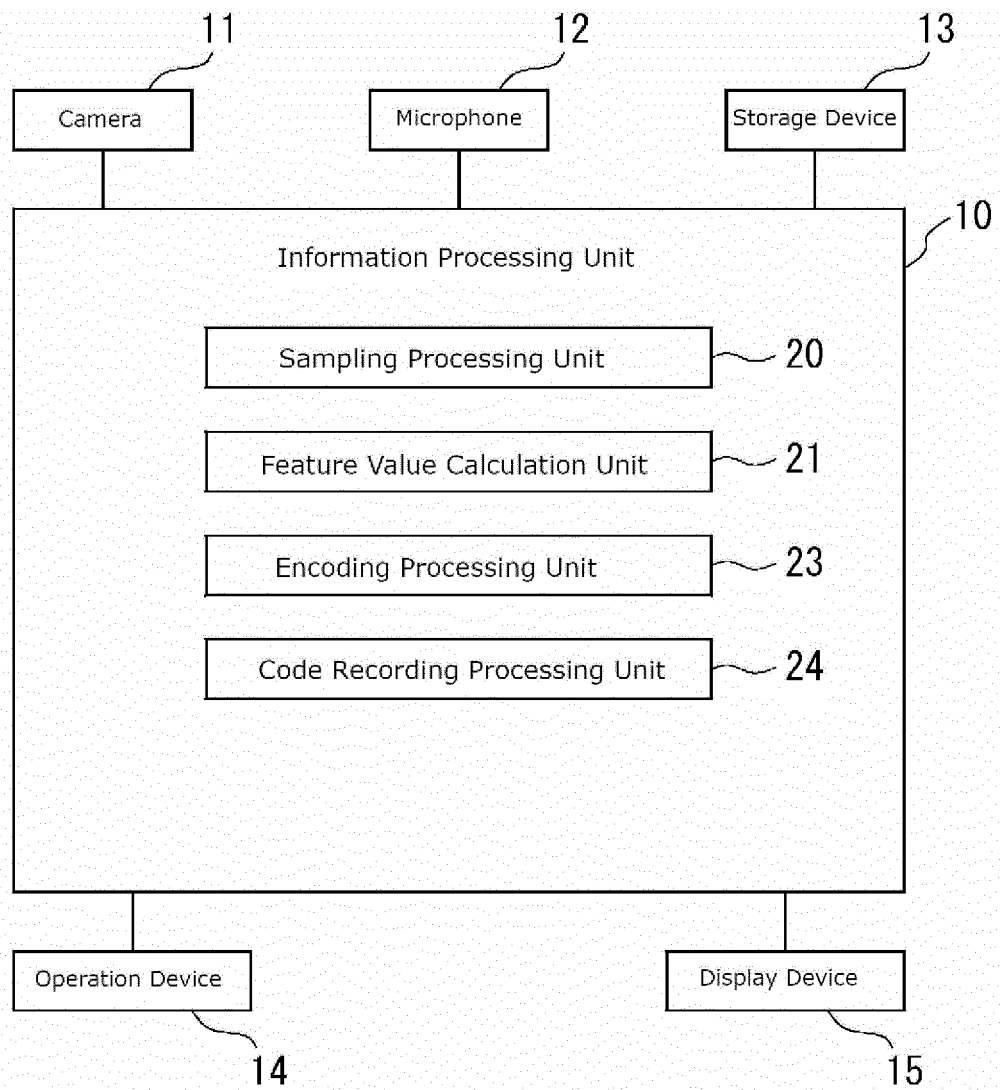 11
12
13
Camera
Microphone
Storage Device
10
Information Processing Unit
Sampling Processing Unit
20
Feature Value Calculation Unit
21
Encoding Processing Unit
23
Code Recording Processing Unit
24
Operation Device
Display Device
14
15